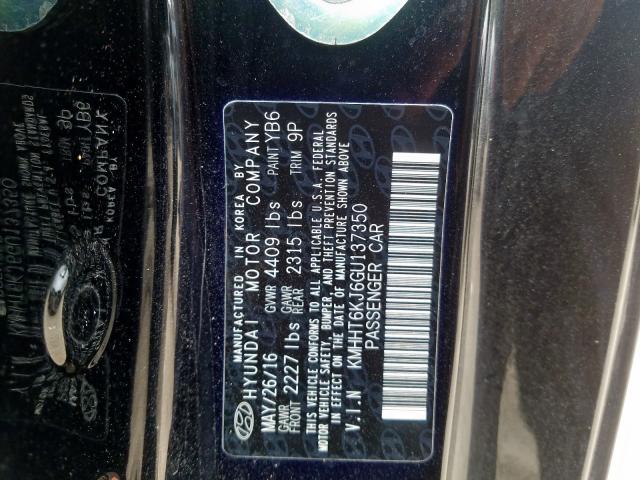 MANUFACTURED IN KOREA BY
HYUNDAI MOTOR COMPANY
MAY/26/16 GVWR 4409 lbs PAINT YB6
GAWR FRONT 2227 lbs GAWR REAR 2315 lbs TRIM 9P
THIS VEHICLE CONFORMS TO ALL APPLICABLE U.S.A. FEDERAL
MOTOR VEHICLE SAFETY, BUMPER, AND THEFT PREVENTION STANDARDS
IN EFFECT ON THE DATE OF MANUFACTURE SHOWN ABOVE
V.I.N KMHHT6KJ6GU137350
PASSENGER CAR